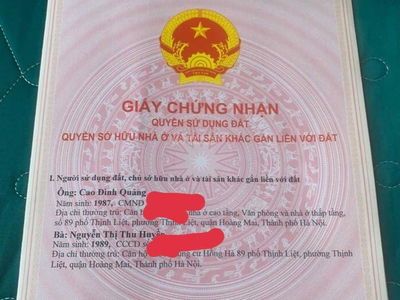 GIẤY CHỨNG NHẬN
QUYỀN SỬ DỤNG ĐẤT
QUYỀN SỞ HỮU NHÀ Ở VÀ TÀI SẢN KHÁC GẮN LIỀN VỚI ĐẤT
I. Người sử dụng đất, chủ sở hữu nhà ở và tài sản khác gắn liền với đất
Ông: Cao Đình Quảng
Năm sinh: 1987, CMND
Địa chỉ thường trú: Căn nhà ở cao tầng, Văn phòng và nhà ở thấp tầng,
số 89 phố Thịnh Liệt, phường Thịnh Liệt, quận Hoàng Mai, Thành phố Hà Nội.
Bà: Nguyễn Thị Thu Huyền
Năm sinh: 1989, CCCD số
Địa chỉ thường trú: Căn hộ chung cư Hồng Hà 89 phố Thịnh Liệt, phường Thịnh
Liệt, quận Hoàng Mai, Thành phố Hà Nội.